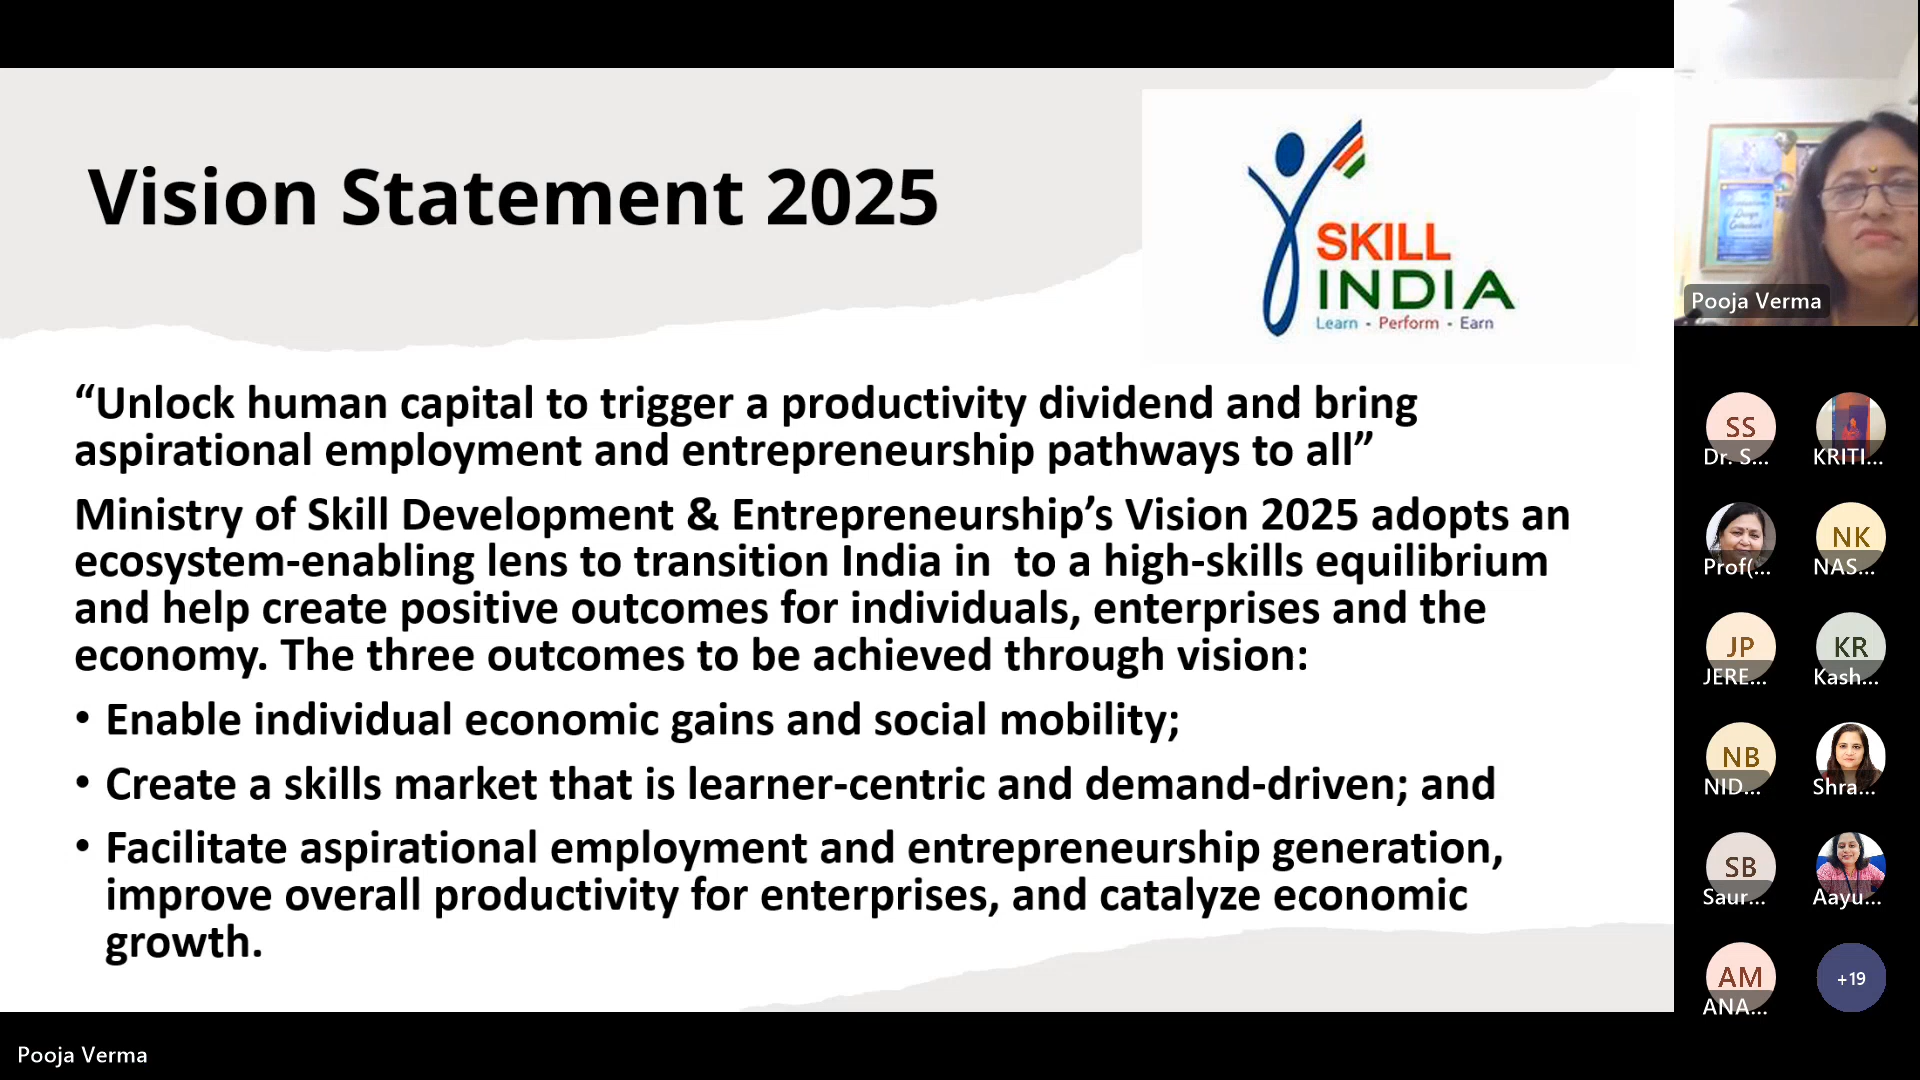 Vision Statement 2025
SKILL
INDIA
Learn - Perform - Earn
“Unlock human capital to trigger a productivity dividend and bring
aspirational employment and entrepreneurship pathways to all”
Ministry of Skill Development & Entrepreneurship’s Vision 2025 adopts an
ecosystem-enabling lens to transition India in  to a high-skills equilibrium
and help create positive outcomes for individuals, enterprises and the
economy. The three outcomes to be achieved through vision:
• Enable individual economic gains and social mobility;
• Create a skills market that is learner-centric and demand-driven; and
• Facilitate aspirational employment and entrepreneurship generation,
improve overall productivity for enterprises, and catalyze economic
growth.
Pooja Verma
SS
Dr. S...
KRITI...
Prof(...
NK
NAS...
JP
JERE...
KR
Kash...
NB
NID...
Shra...
SB
Saur...
Aayu...
AM
ANA...
+19
Pooja Verma